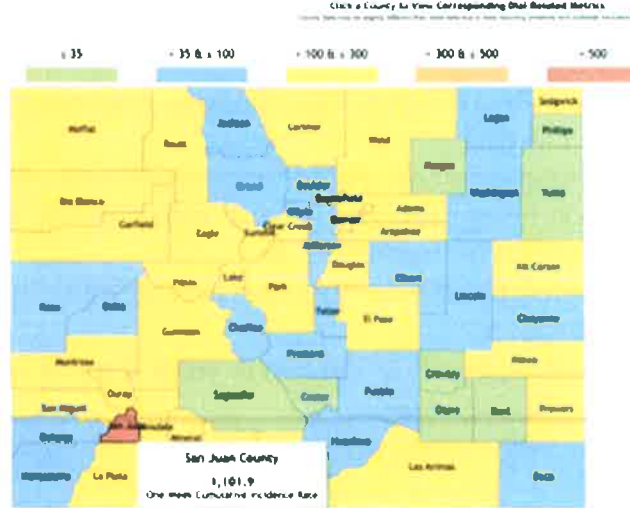 Click a County to View Corresponding Dial Related Metrics
≤ 35
> 35 & ≤ 100
> 100 & ≤ 300
> 300 & ≤ 500
> 500
Moffat
Routt
Jackson
Larimer
Weld
Logan
Sedgwick
Phillips
Morgan
Rio Blanco
Grand
Boulder
Washington
Yuma
Garfield
Eagle
Summit
Gilpin
Broomfield
Clear Creek
Denver
Adams
Arapahoe
Jefferson
Douglas
Elbert
Kit Carson
Mesa
Delta
Pitkin
Lake
Park
Lincoln
Cheyenne
Gunnison
Chaffee
Teller
El Paso
Fremont
Kiowa
Montrose
Ouray
Saguache
Custer
Pueblo
Crowley
Otero
Bent
Prowers
San Miguel
San Juan
Hinsdale
Mineral
Dolores
Huerfano
Montezuma
La Plata
Las Animas
Baca
San Juan County
1,101.9
One Week Cumulative Incidence Rate